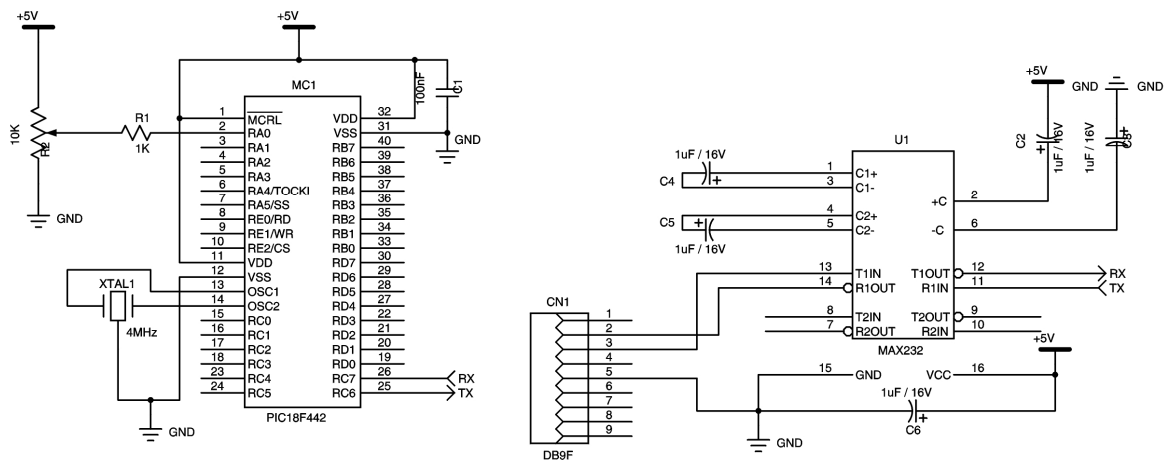 +5V
10K
R2
GND
R1
1K
+5V
100nF
C1
GND
MC1
1 MCRL
2 RA0
3 RA1
4 RA2
5 RA3
6 RA4/TOCKI
7 RA5/SS
8 RE0/RD
9 RE1/WR
10 RE2/CS
11 VDD
12 VSS
13 OSC1
14 OSC2
15 RC0
16 RC1
17 RC2
18 RC3
23 RC4
24 RC5
VDD 32
VSS 31
RB7 40
RB6 39
RB5 38
RB4 37
RB3 36
RB2 35
RB1 34
RB0 33
RD7 30
RD6 29
RD5 28
RD4 27
RD3 22
RD2 21
RD1 20
RD0 19
RC7 26 RX
RC6 25 TX
PIC18F442
XTAL1
4MHz
GND
CN1
1
2
3
4
5
6
7
8
9
DB9F
1uF / 16V
C4
C5
1uF / 16V
U1
1 C1+
3 C1-
4 C2+
5 C2-
13 T1IN
14 R1OUT
8 T2IN
7 R2OUT
+C 2
-C 6
T1OUT 12 RX
R1IN 11 TX
T2OUT 9
R2IN 10
MAX232
+5V
C2
1uF / 16V
GND
GND
1uF / 16V
C3
15 GND
VCC 16
+5V
1uF / 16V
C6
GND